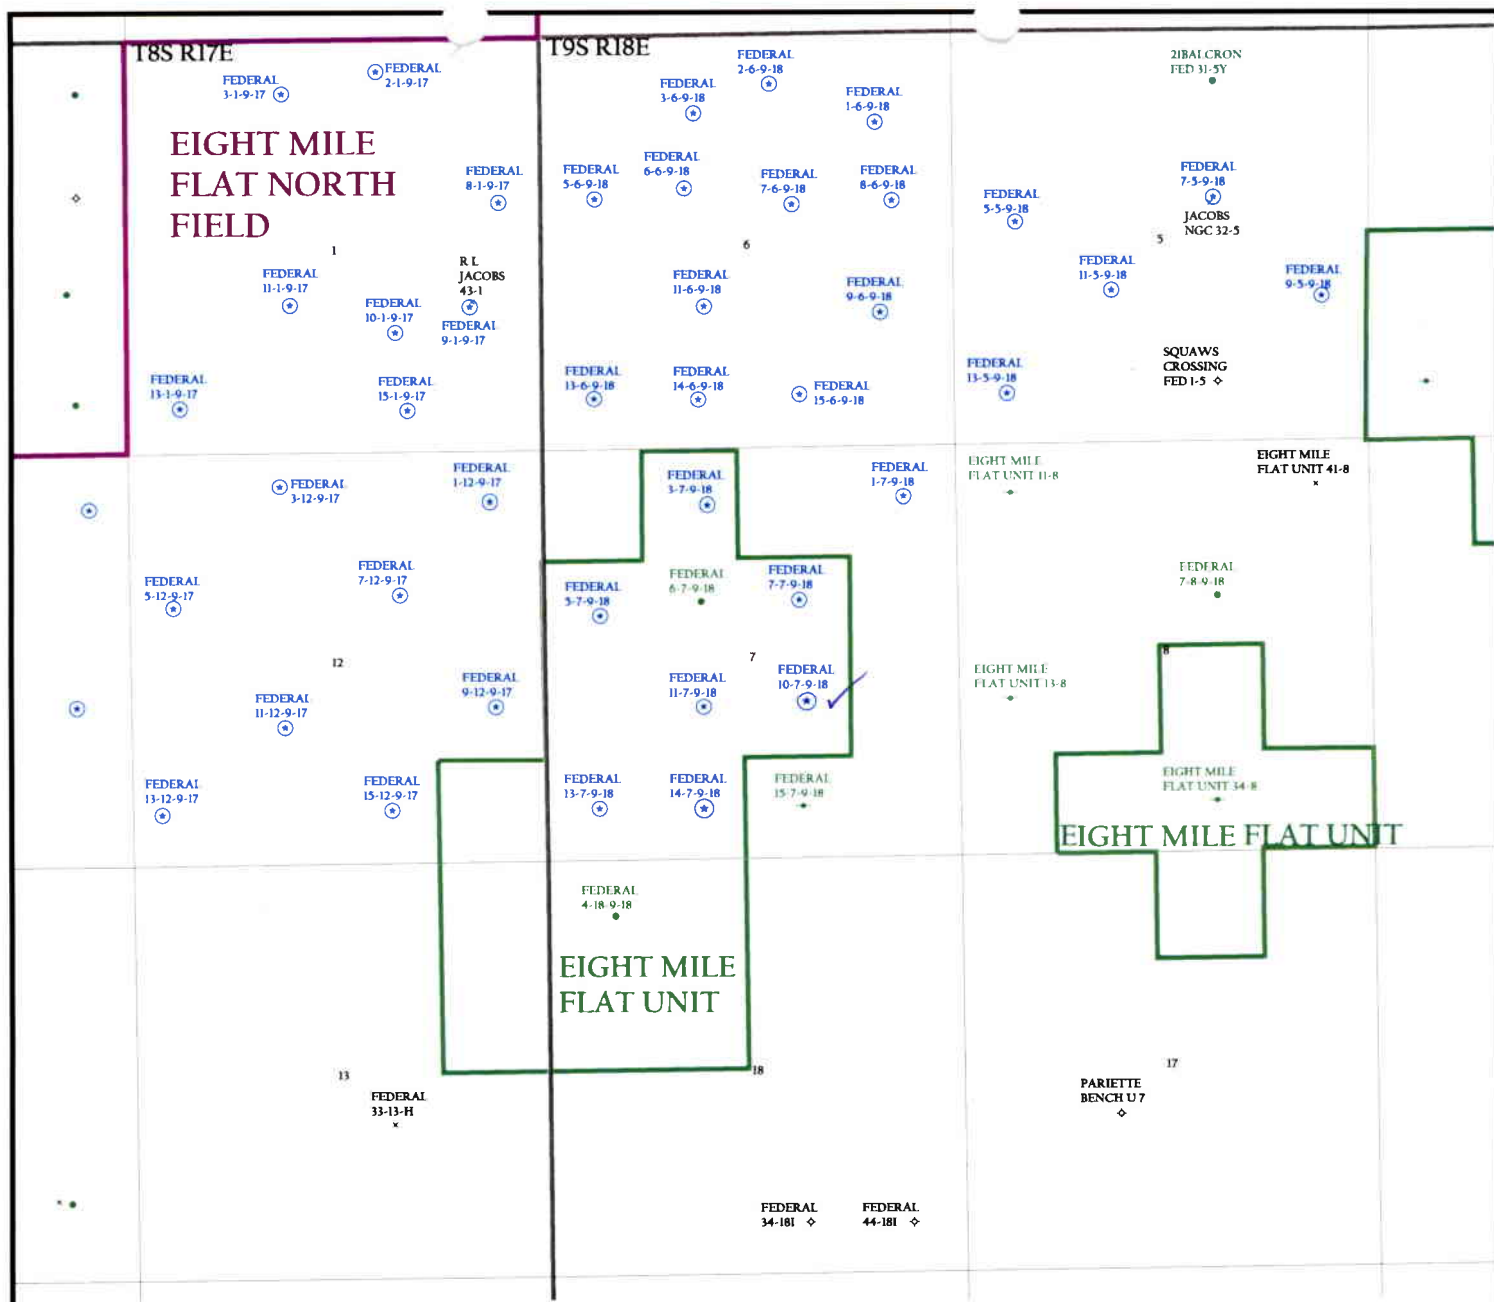 T8S R17E
T9S R18E
FEDERAL
3-1-9-17
FEDERAL
2-1-9-17
FEDERAL
3-6-9-18
FEDERAL
2-6-9-18
FEDERAL
1-6-9-18
21BALCRON
FED 31-5Y
EIGHT MILE
FLAT NORTH
FIELD
FEDERAL
8-1-9-17
FEDERAL
5-6-9-18
FEDERAL
6-6-9-18
FEDERAL
7-6-9-18
FEDERAL
8-6-9-18
FEDERAL
5-5-9-18
FEDERAL
7-5-9-18
JACOBS
NGC 32-5
1
6
5
FEDERAL
11-1-9-17
R L
JACOBS
43-1
FEDERAL
10-1-9-17
FEDERAL
9-1-9-17
FEDERAL
11-6-9-18
FEDERAL
9-6-9-18
FEDERAL
11-5-9-18
FEDERAL
9-5-9-18
FEDERAL
13-1-9-17
FEDERAL
15-1-9-17
FEDERAL
13-6-9-18
FEDERAL
14-6-9-18
FEDERAL
15-6-9-18
FEDERAL
13-5-9-18
SQUAWS
CROSSING
FED 1-5
FEDERAL
3-12-9-17
FEDERAL
1-12-9-17
FEDERAL
3-7-9-18
FEDERAL
1-7-9-18
EIGHT MILE
FLAT UNIT 11-8
EIGHT MILE
FLAT UNIT 41-8
FEDERAL
5-12-9-17
FEDERAL
7-12-9-17
FEDERAL
5-7-9-18
FEDERAL
6-7-9-18
FEDERAL
7-7-9-18
FEDERAL
7-8-9-18
12
7
8
FEDERAL
11-12-9-17
FEDERAL
9-12-9-17
FEDERAL
11-7-9-18
FEDERAL
10-7-9-18
EIGHT MILE
FLAT UNIT 13-8
FEDERAL
13-12-9-17
FEDERAL
15-12-9-17
FEDERAL
13-7-9-18
FEDERAL
14-7-9-18
FEDERAL
15-7-9-18
EIGHT MILE
FLAT UNIT 34-8
EIGHT MILE FLAT UNIT
FEDERAL
4-18-9-18
EIGHT MILE
FLAT UNIT
13
18
17
FEDERAL
33-13-H
PARIETTE
BENCH U 7
FEDERAL
34-18I
FEDERAL
44-18I